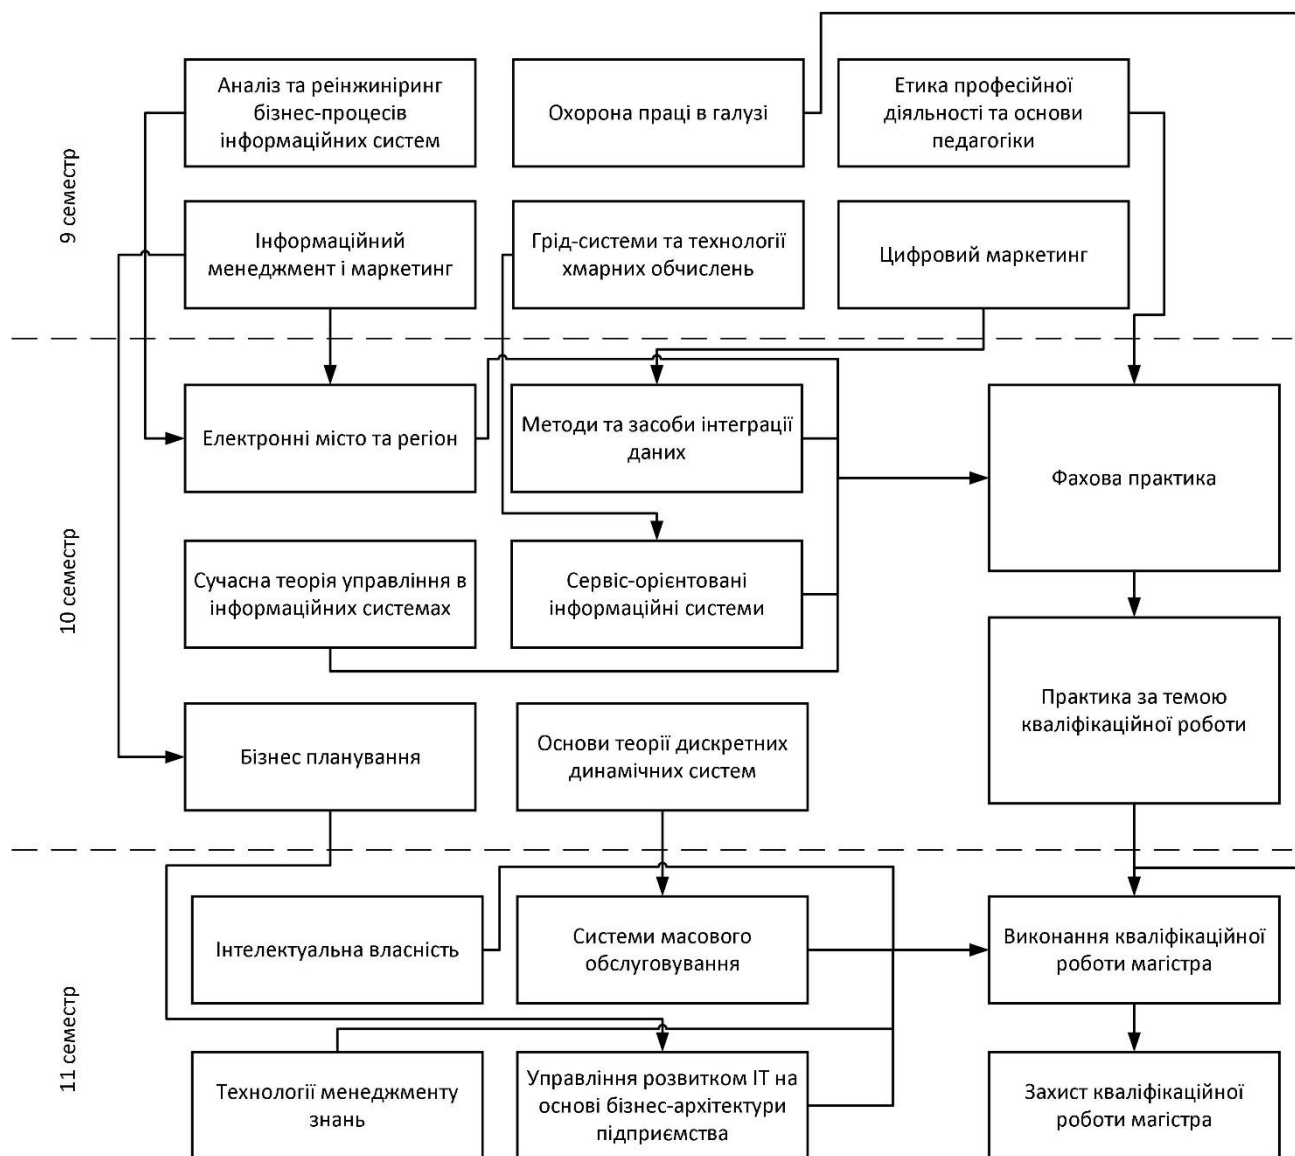 9 семестр
Аналіз та реінжиніринг
бізнес-процесів
інформаційних систем
Охорона праці в галузі
Етика професійної
діяльності та основи
педагогіки
Інформаційний
менеджмент і маркетинг
Грід-системи та технології
хмарних обчислень
Цифровий маркетинг
10 семестр
Електронні місто та регіон
Методи та засоби інтеграції
даних
Фахова практика
Сучасна теорія управління в
інформаційних системах
Сервіс-орієнтовані
інформаційні системи
Практика за темою
кваліфікаційної роботи
Бізнес планування
Основи теорії дискретних
динамічних систем
11 семестр
Інтелектуальна власність
Системи масового
обслуговування
Виконання кваліфікаційної
роботи магістра
Технології менеджменту
знань
Управління розвитком ІТ на
основі бізнес-архітектури
підприємства
Захист кваліфікаційної
роботи магістра